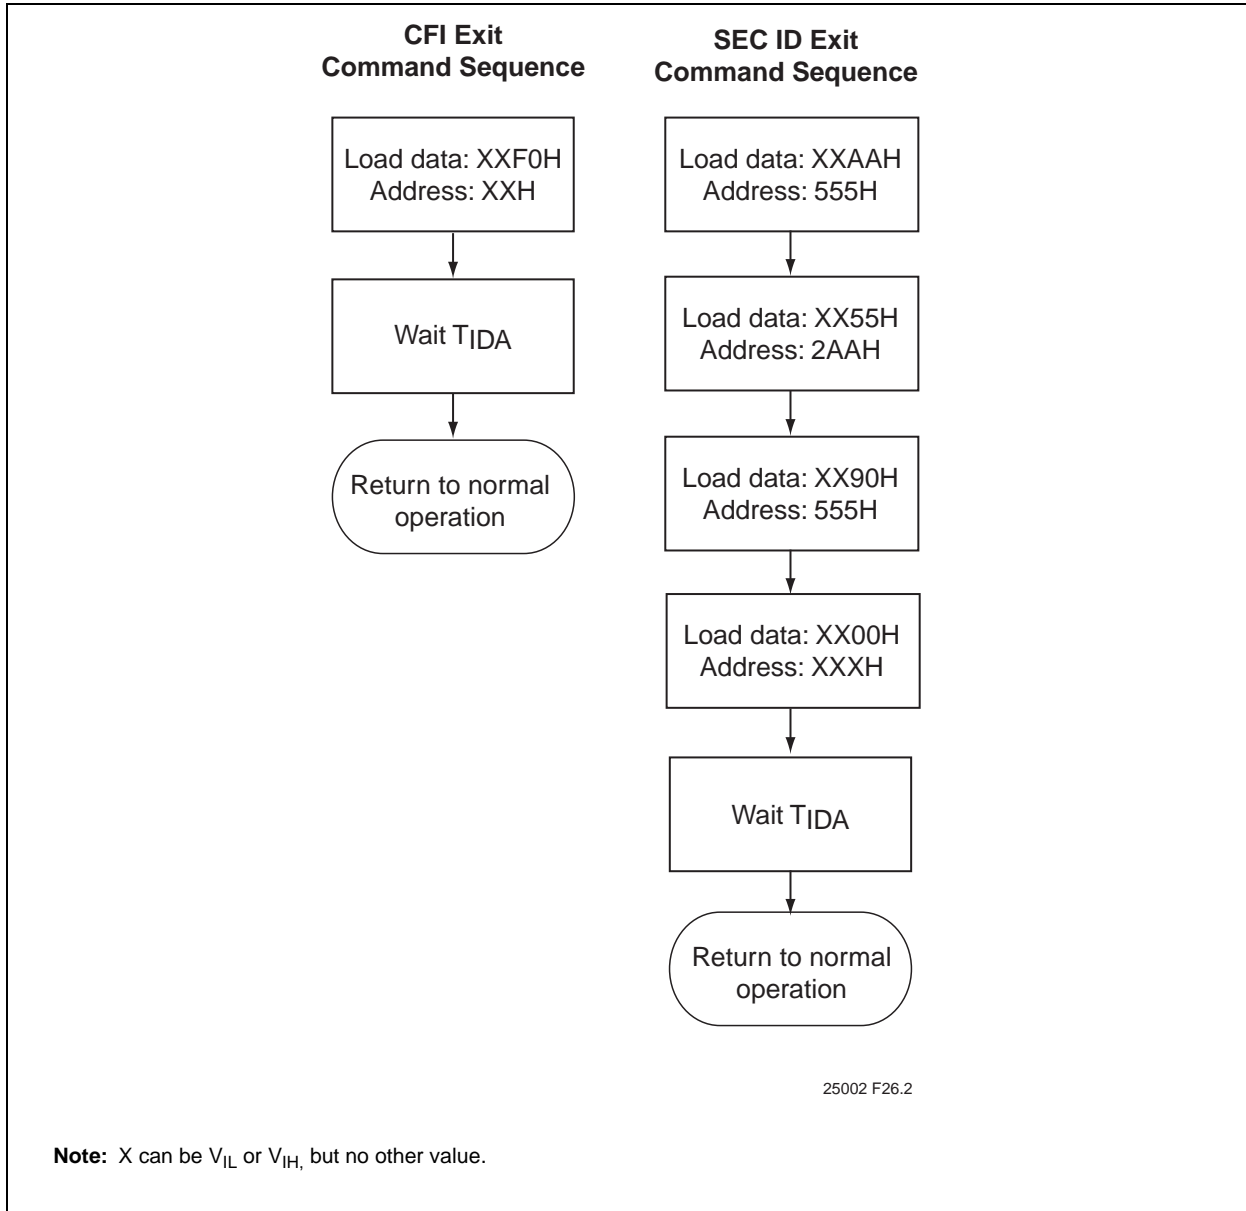 CFI Exit
Command Sequence
Load data: XXF0H
Address: XXH
Wait TIDA
Return to normal
operation
SEC ID Exit
Command Sequence
Load data: XXAAH
Address: 555H
Load data: XX55H
Address: 2AAH
Load data: XX90H
Address: 555H
Load data: XX00H
Address: XXXH
Wait TIDA
Return to normal
operation
25002 F26.2
Note: X can be VIL or VIH, but no other value.